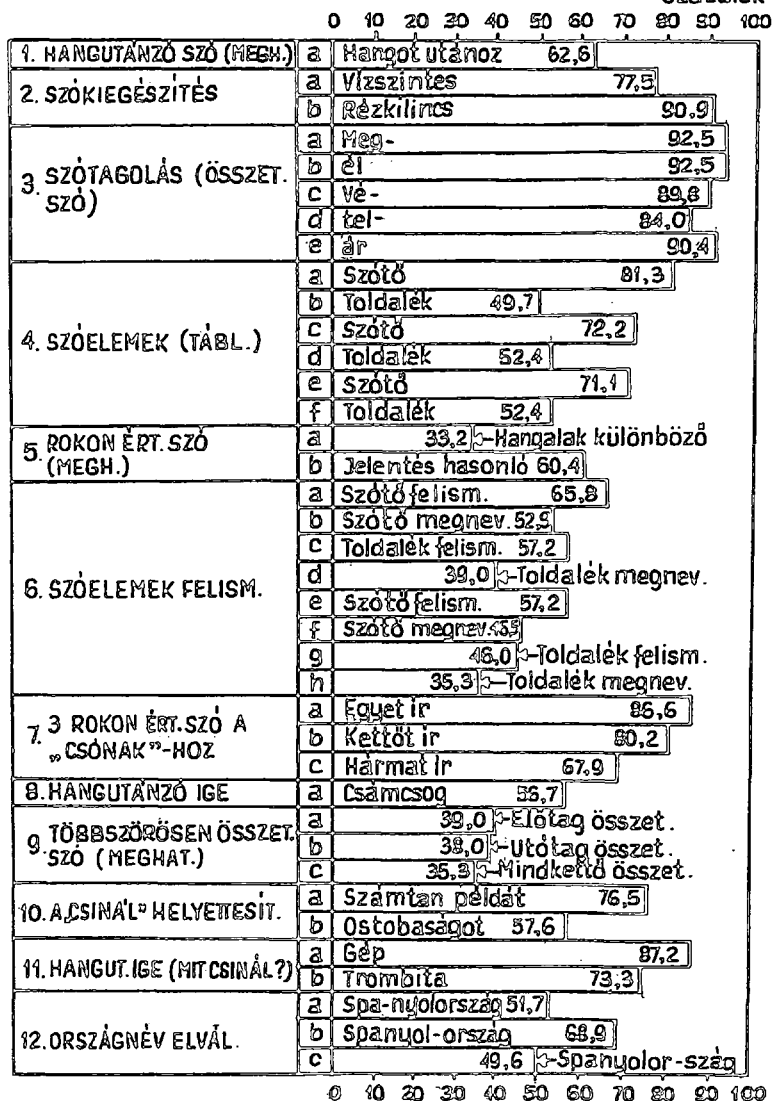 0 10 20 30 40 50 60 70 80 90 100
1. HANGUTÁNZÓ SZÓ (MEGH.) a Hangot utánoz 62,6
2. SZÓKIEGÉSZÍTÉS a Vízszintes 77,5
b Rézkilincs 90,9
3. SZÓTAGOLÁS (ÖSSZET. SZÓ) a Meg- 92,5
b él 92,5
c Vé- 89,8
d tel- 84,0
e ár 90,4
4. SZÓELEMEK (TÁBL.) a Szótő 81,3
b Toldalék 49,7
c Szótő 72,2
d Toldalék 52,4
e Szótő 71,1
f Toldalék 52,4
5. ROKON ÉRT. SZÓ (MEGH.) a 33,2 Hangalak különböző
b Jelentés hasonló 60,4
6. SZÓELEMEK FELISM. a Szótő felism. 65,8
b Szótő megnev. 52,9
c Toldalék felism. 57,2
d 39,0 Toldalék megnev.
e Szótő felism. 57,2
f Szótő megnev.
g 46,0 Toldalék felism.
h 35,3 Toldalék megnev.
7. 3 ROKON ÉRT. SZÓ A „CSÓNAK”-HOZ a Egyet ír 86,6
b Kettőt ír 80,2
c Hármat ír 67,9
8. HANGUTÁNZÓ IGE a Csámcsog 56,7
9. TÖBBSZÖRÖSEN ÖSSZET. SZÓ (MEGHAT.) a 39,0 Előtag összet.
b 38,0 Utótag összet.
c 35,3 Mindkettő összet.
10. A „CSINÁL” HELYETTESÍT. a Számtan példát 76,5
b Ostobaságot 57,6
11. HANGUT. IGE (MIT CSINÁL?) a Gép 87,2
b Trombita 73,3
12. ORSZÁGNÉV ELVÁL. a Spa-nyolország 51,7
b Spanyol-ország 68,9
c 49,6 Spanyolor-szág
0 10 20 30 40 50 60 70 80 90 100